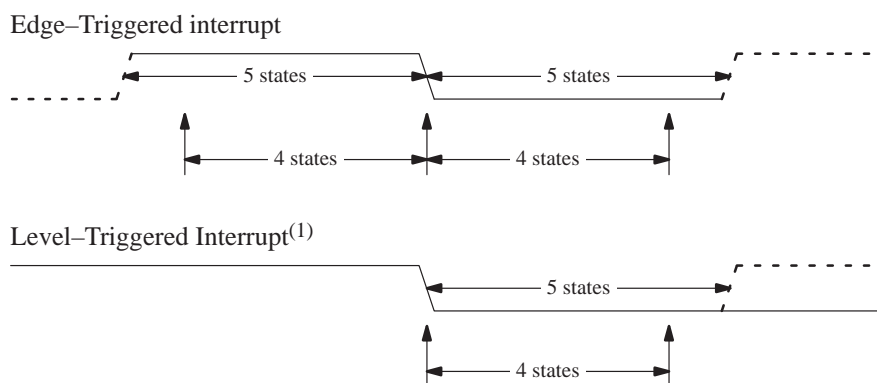 Edge–Triggered interrupt
5 states 5 states
4 states 4 states
Level–Triggered Interrupt(1)
5 states
4 states